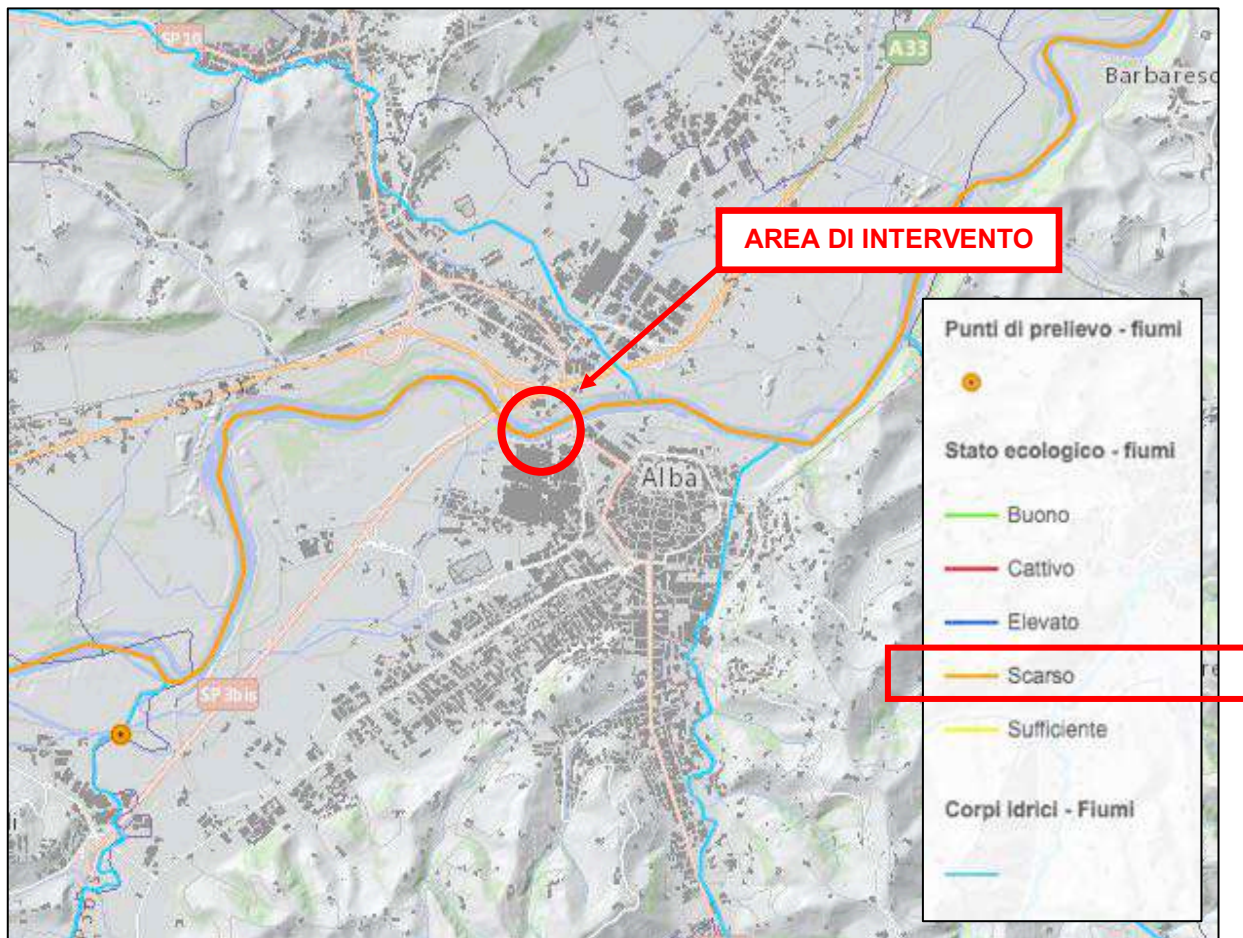 SP 10
A33
Barbaresc
AREA DI INTERVENTO
Punti di prelievo - fiumi
Stato ecologico - fiumi
Alba
Buono
Cattivo
Elevato
Scarso
SP 3bis
Sufficiente
Corpi idrici - Fiumi